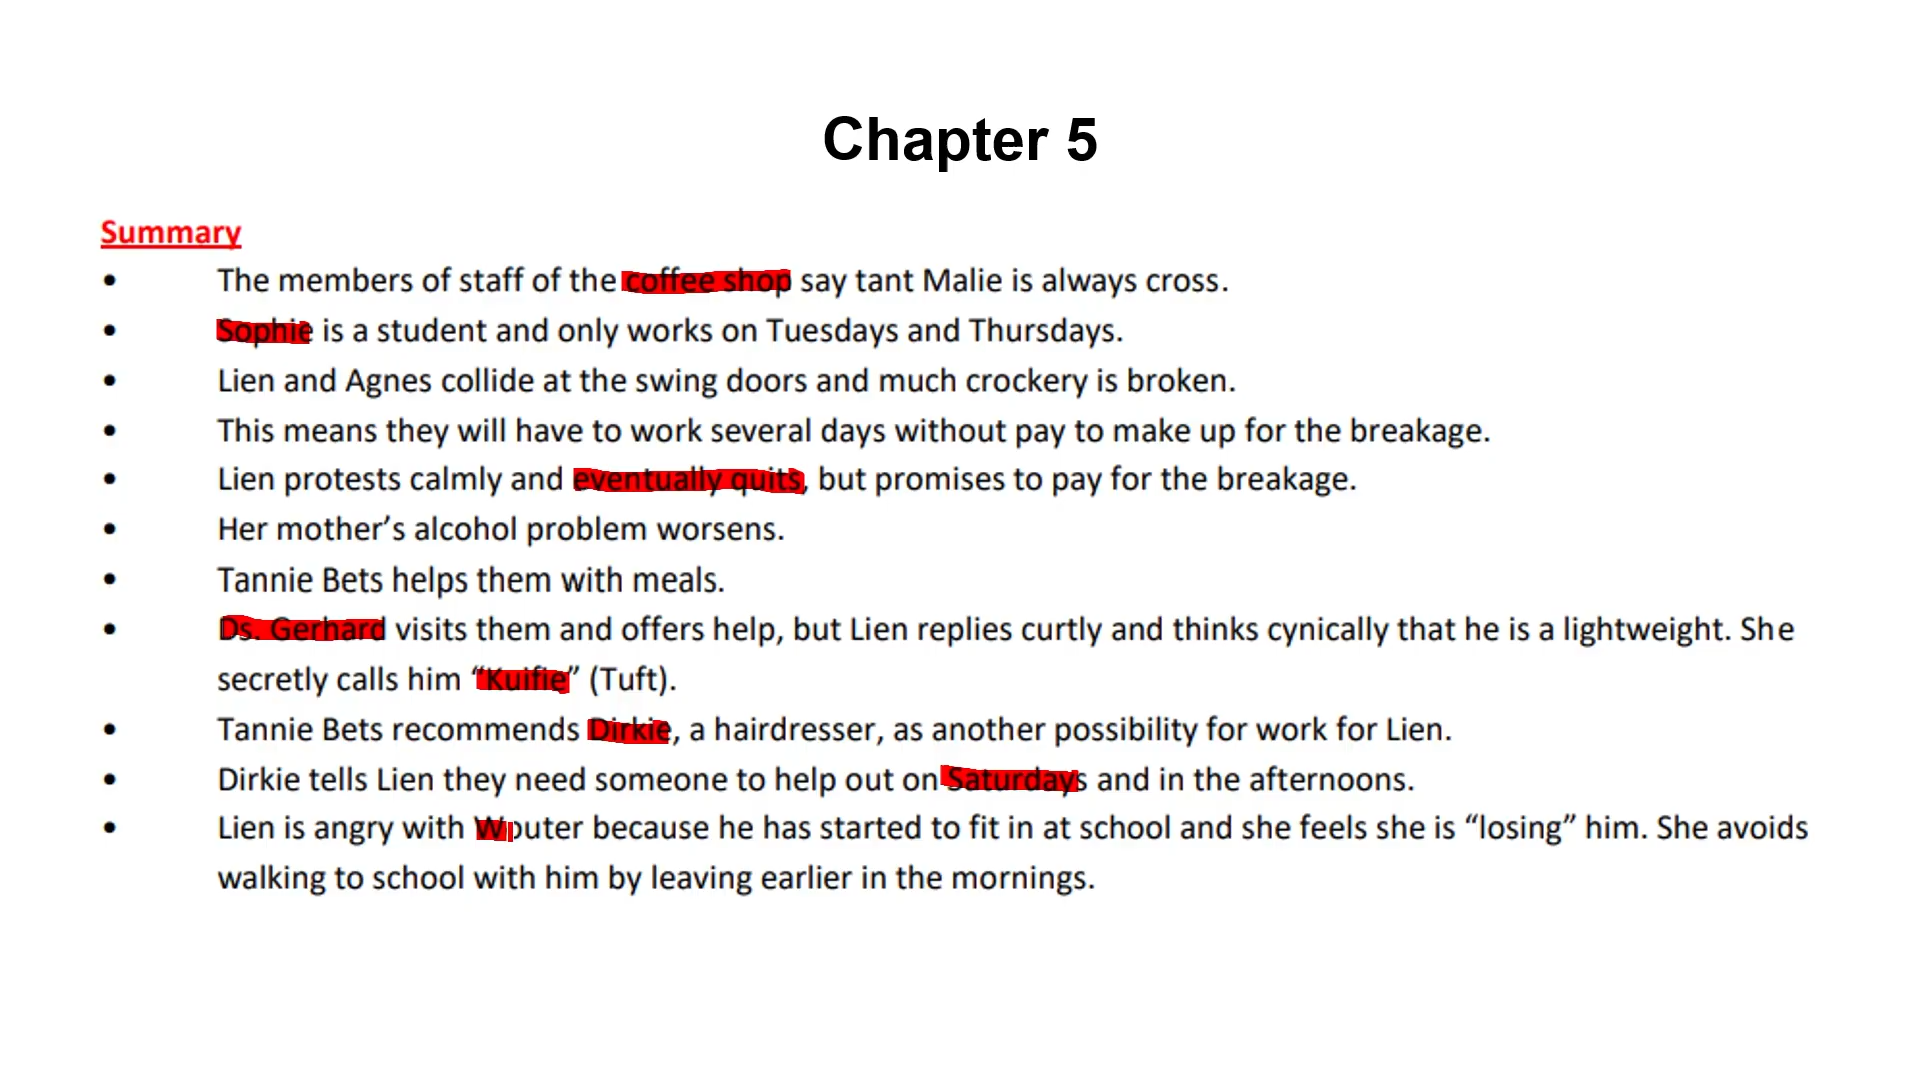 Chapter 5
Summary
• The members of staff of the coffee shop say tant Malie is always cross.
• Sophie is a student and only works on Tuesdays and Thursdays.
• Lien and Agnes collide at the swing doors and much crockery is broken.
• This means they will have to work several days without pay to make up for the breakage.
• Lien protests calmly and eventually quits, but promises to pay for the breakage.
• Her mother’s alcohol problem worsens.
• Tannie Bets helps them with meals.
• Ds. Gerhard visits them and offers help, but Lien replies curtly and thinks cynically that he is a lightweight. She
secretly calls him “Kuifie” (Tuft).
• Tannie Bets recommends Dirkie, a hairdresser, as another possibility for work for Lien.
• Dirkie tells Lien they need someone to help out on Saturdays and in the afternoons.
• Lien is angry with Wouter because he has started to fit in at school and she feels she is “losing” him. She avoids
walking to school with him by leaving earlier in the mornings.